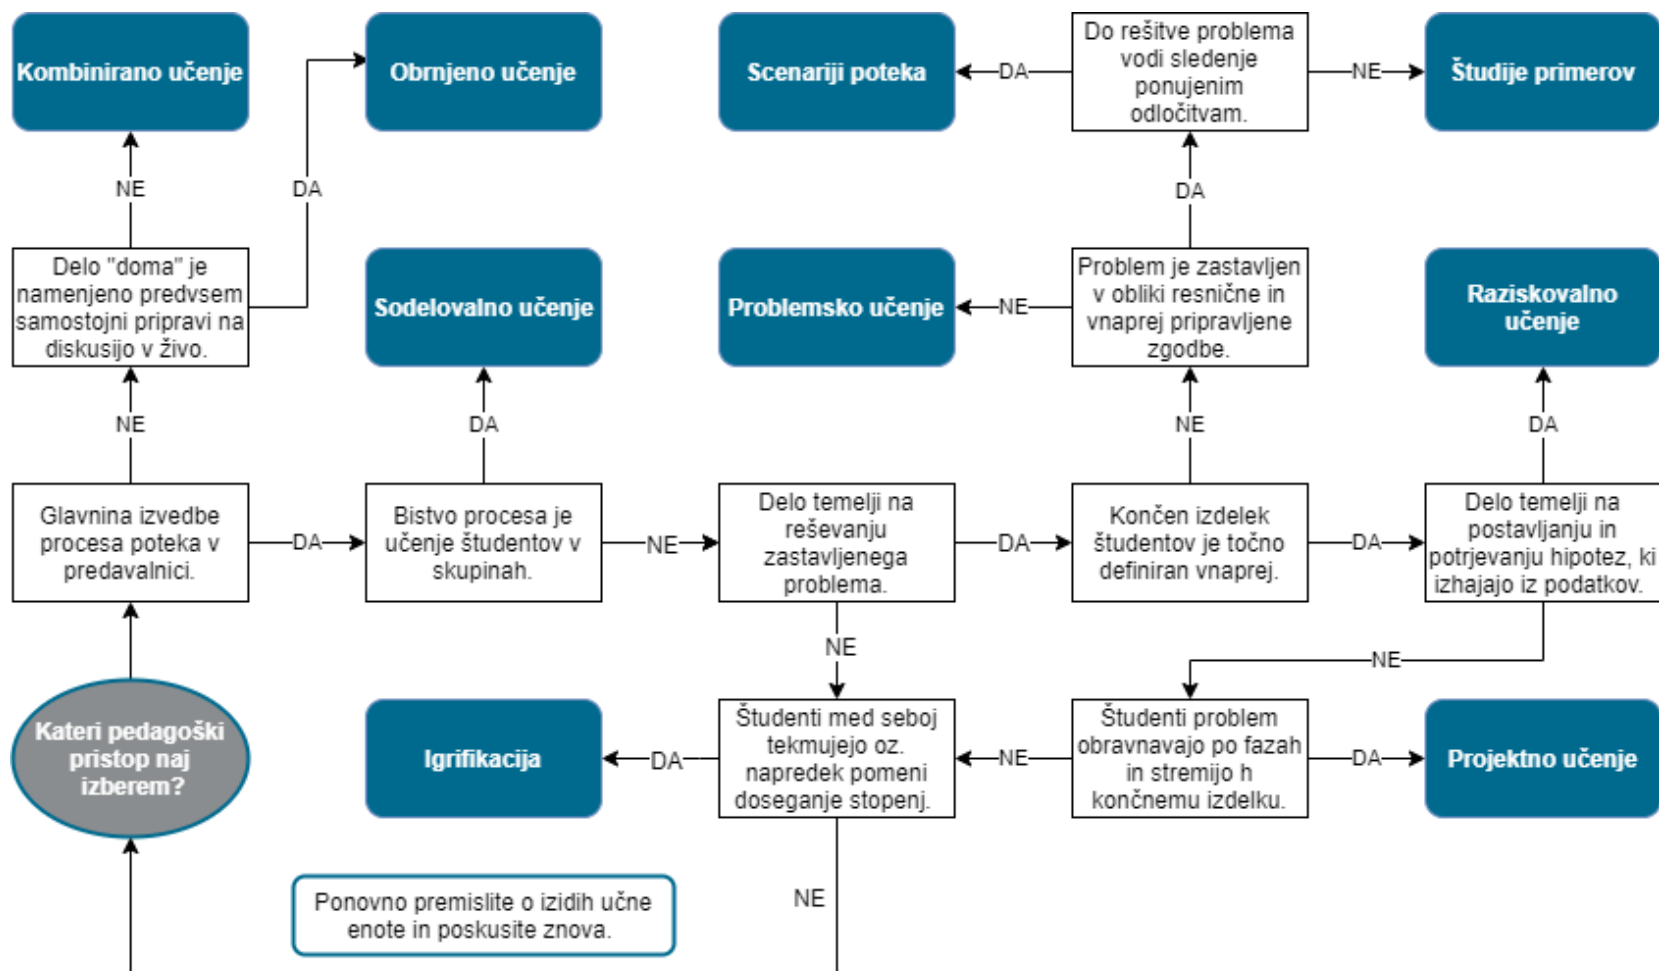 Kombinirano učenje
Obrnjeno učenje
Scenariji poteka
DA
Do rešitve problema
vodi sledenje
ponujenim
odločitvam.
NE
Študije primerov
NE
DA
DA
Delo "doma" je
namenjeno predvsem
samostojni pripravi na
diskusijo v živo.
Sodelovalno učenje
Problemsko učenje
NE
Problem je zastavljen
v obliki resnične in
vnaprej pripravljene
zgodbe.
Raziskovalno
učenje
NE
DA
NE
DA
Glavnina izvedbe
procesa poteka v
predavalnici.
DA
Bistvo procesa je
učenje študentov v
skupinah.
NE
Delo temelji na
reševanju
zastavljenega
problema.
DA
Končen izdelek
študentov je točno
definiran vnaprej.
DA
Delo temelji na
postavljanju in
potrjevanju hipotez, ki
izhajajo iz podatkov.
NE
NE
Kateri pedagoški
pristop naj
izberem?
Igrifikacija
DA
Študenti med seboj
tekmujejo oz.
napredek pomeni
doseganje stopenj.
NE
Študenti problem
obravnavajo po fazah
in stremijo h
končnemu izdelku.
DA
Projektno učenje
Ponovno premislite o izidih učne
enote in poskusite znova.
NE